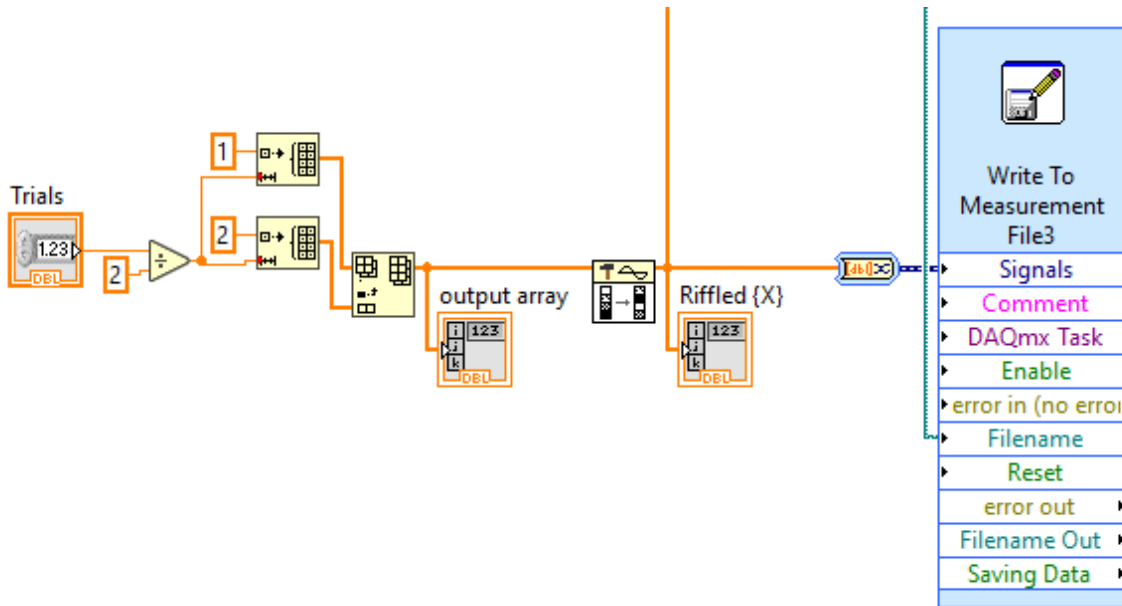 Trials
1.23
DBL
2
1
2
output array
123
i
j
k
DBL
Riffled {X}
123
i
j
k
DBL
[dbl]
Write To
Measurement
File3
Signals
Comment
DAQmx Task
Enable
error in (no error
Filename
Reset
error out
Filename Out
Saving Data